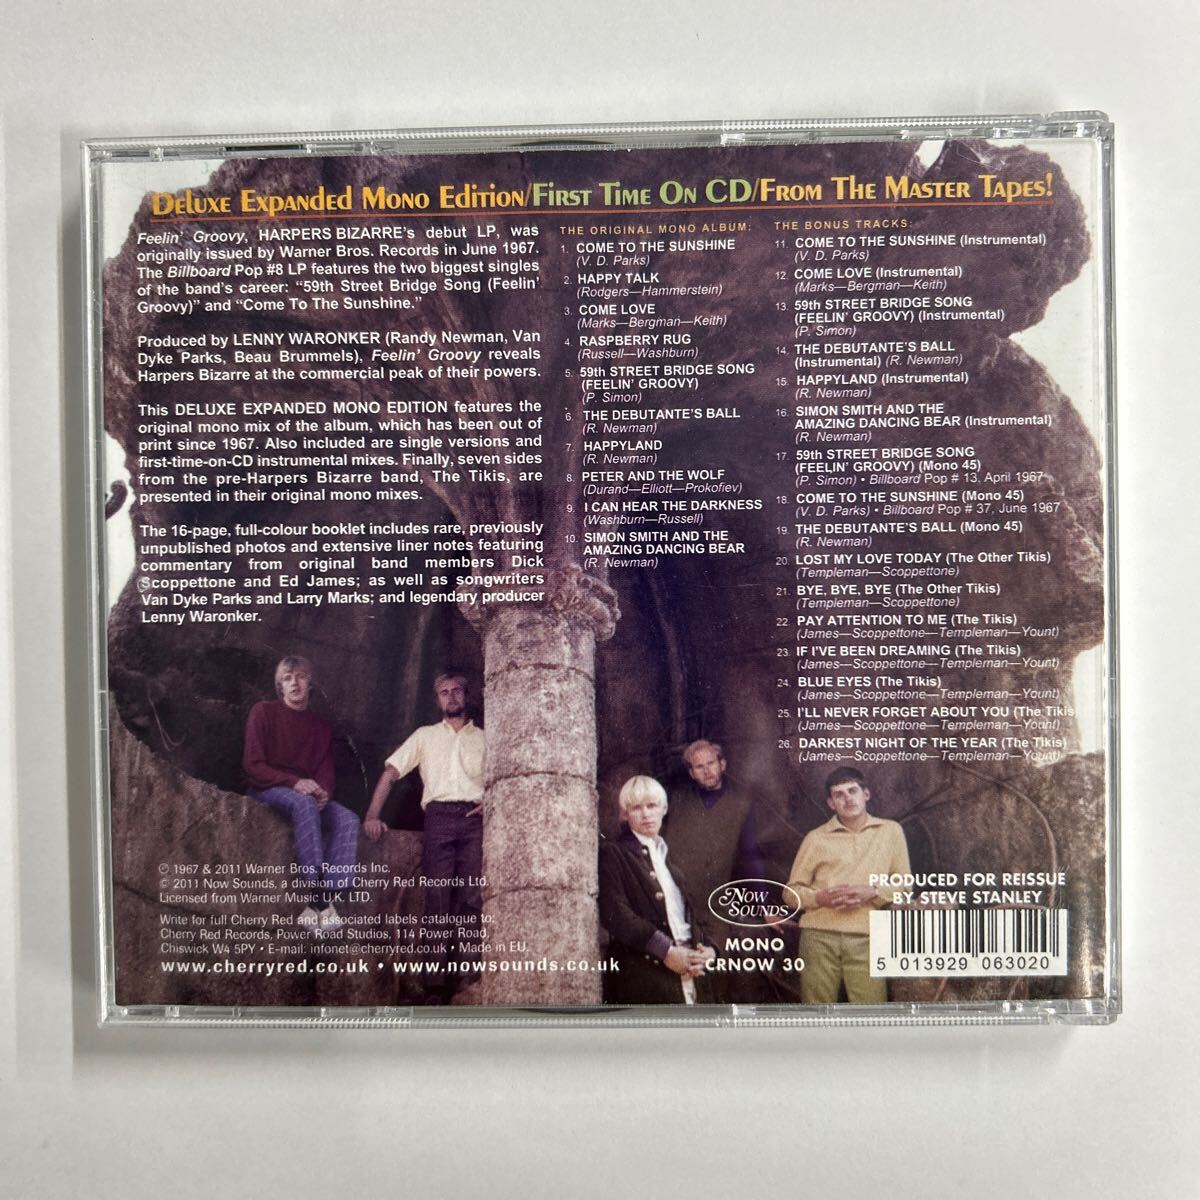 Deluxe Expanded Mono Edition/First Time On CD/From The Master Tapes!
Feelin' Groovy, HARPERS BIZARRE's debut LP, was
originally issued by Warner Bros. Records in June 1967.
The Billboard Pop #8 LP features the two biggest singles
of the band's career: "59th Street Bridge Song (Feelin'
Groovy)" and "Come To The Sunshine."
Produced by LENNY WARONKER (Randy Newman, Van
Dyke Parks, Beau Brummels), Feelin' Groovy reveals
Harpers Bizarre at the commercial peak of their powers.
This DELUXE EXPANDED MONO EDITION features the
original mono mix of the album, which has been out of
print since 1967. Also included are single versions and
first-time-on-CD instrumental mixes. Finally, seven sides
from the pre-Harpers Bizarre band, The Tikis, are
presented in their original mono mixes.
The 16-page, full-colour booklet includes rare, previously
unpublished photos and extensive liner notes featuring
commentary from original band members Dick
Scoppettone and Ed James; as well as songwriters
Van Dyke Parks and Larry Marks; and legendary producer
Lenny Waronker.
THE ORIGINAL MONO ALBUM:
1. COME TO THE SUNSHINE
(V. D. Parks)
2. HAPPY TALK
(Rodgers—Hammerstein)
3. COME LOVE
(Marks—Bergman—Keith)
4. RASPBERRY RUG
(Russell—Washburn)
5. 59th STREET BRIDGE SONG
(FEELIN' GROOVY)
(P. Simon)
6. THE DEBUTANTE'S BALL
(R. Newman)
7. HAPPYLAND
(R. Newman)
8. PETER AND THE WOLF
(Durand—Elliott—Prokofiev)
9. I CAN HEAR THE DARKNESS
(Washburn—Russell)
10. SIMON SMITH AND THE
AMAZING DANCING BEAR
(R. Newman)
THE BONUS TRACKS:
11. COME TO THE SUNSHINE (Instrumental)
(V. D. Parks)
12. COME LOVE (Instrumental)
(Marks—Bergman—Keith)
13. 59th STREET BRIDGE SONG
(FEELIN' GROOVY) (Instrumental)
(P. Simon)
14. THE DEBUTANTE'S BALL
(Instrumental) (R. Newman)
15. HAPPYLAND (Instrumental)
(R. Newman)
16. SIMON SMITH AND THE
AMAZING DANCING BEAR (Instrumental)
(R. Newman)
17. 59th STREET BRIDGE SONG
(FEELIN' GROOVY) (Mono 45)
(P. Simon) • Billboard Pop # 13, April 1967
18. COME TO THE SUNSHINE (Mono 45)
(V. D. Parks) • Billboard Pop # 37, June 1967
19. THE DEBUTANTE'S BALL (Mono 45)
(R. Newman)
20. LOST MY LOVE TODAY (The Other Tikis)
(Templeman—Scoppettone)
21. BYE, BYE, BYE (The Other Tikis)
(Templeman—Scoppettone)
22. PAY ATTENTION TO ME (The Tikis)
(James—Scoppettone—Templeman—Yount)
23. IF I'VE BEEN DREAMING (The Tikis)
(James—Scoppettone—Templeman—Yount)
24. BLUE EYES (The Tikis)
(James—Scoppettone—Templeman—Yount)
25. I'LL NEVER FORGET ABOUT YOU (The Tikis
(James—Scoppettone—Templeman—Yount)
26. DARKEST NIGHT OF THE YEAR (The Tikis)
(James—Scoppettone—Templeman—Yount)
℗ 1967 & 2011 Warner Bros. Records Inc.
© 2011 Now Sounds, a division of Cherry Red Records Ltd.
Licensed from Warner Music U.K. LTD.
Write for full Cherry Red and associated labels catalogue to:
Cherry Red Records, Power Road Studios, 114 Power Road,
Chiswick W4 5PY • E-mail: infonet@cherryred.co.uk • Made in EU.
www.cherryred.co.uk • www.nowsounds.co.uk
NOW
SOUNDS
MONO
CRNOW 30
PRODUCED FOR REISSUE
BY STEVE STANLEY
5 013929 063020